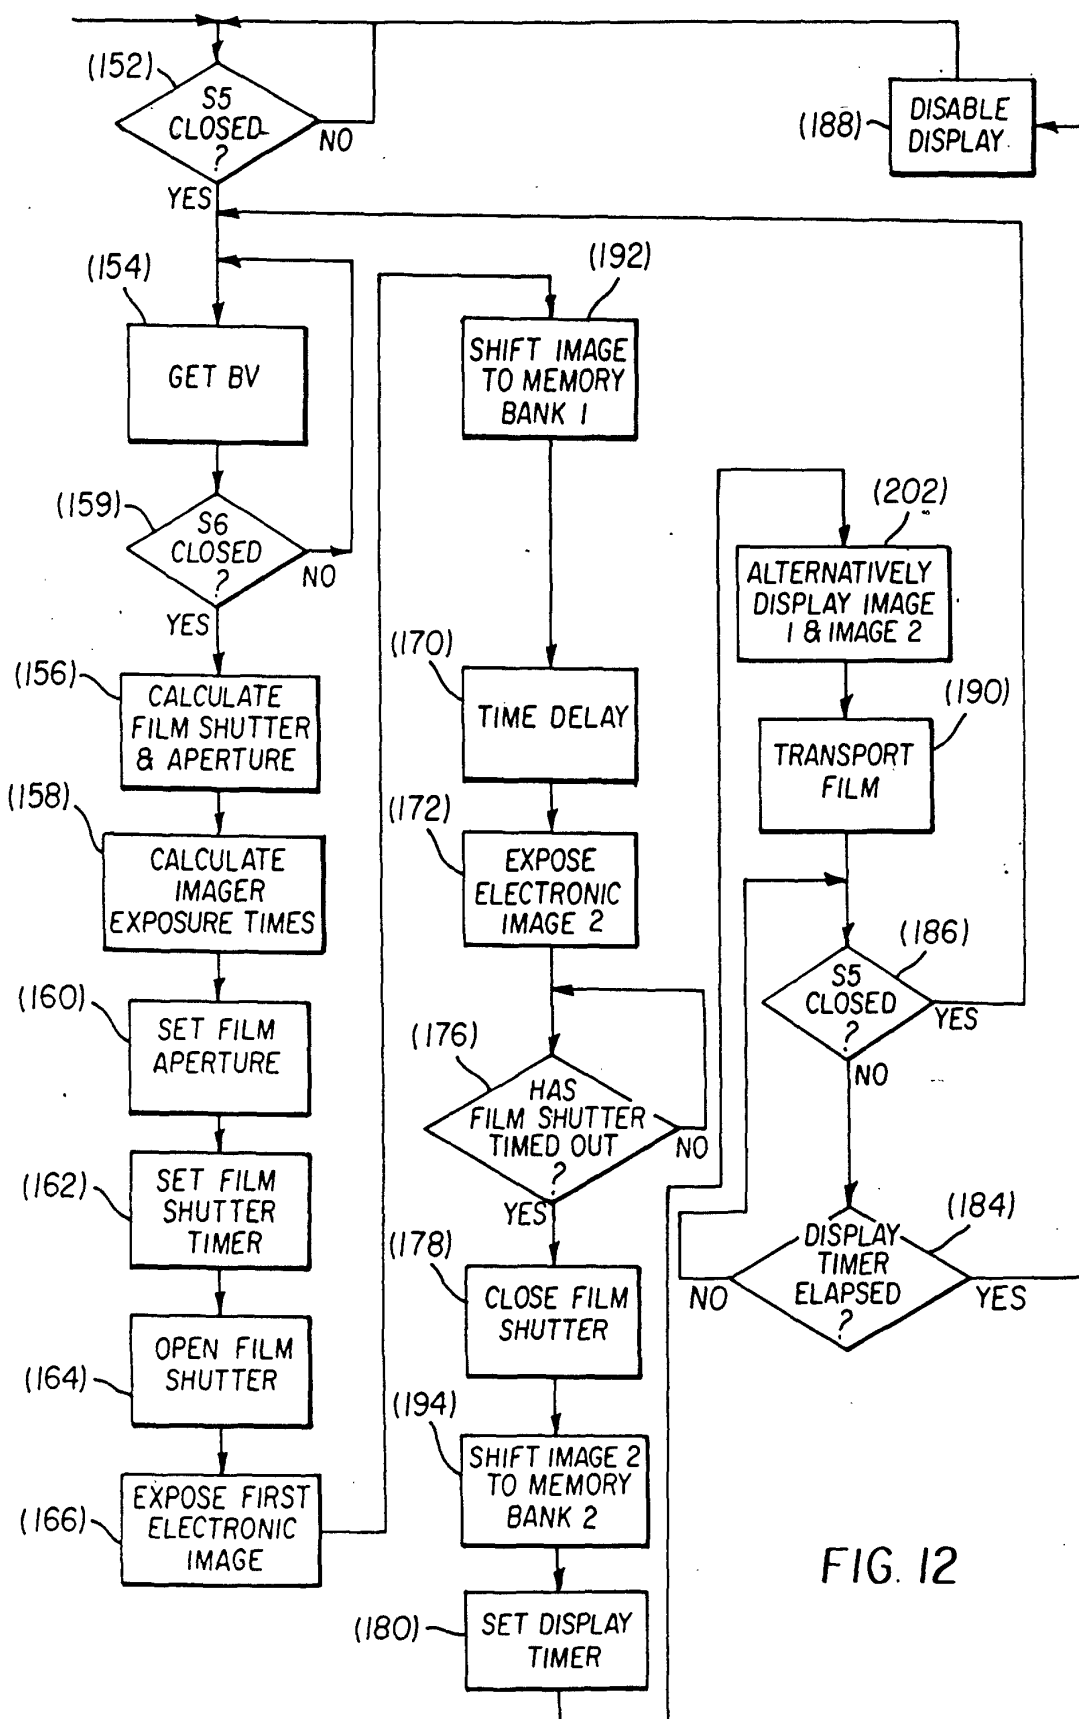 (152)
S5
CLOSED
?
NO
YES
(188)
DISABLE
DISPLAY
(154)
GET BV
(159)
S6
CLOSED
?
NO
YES
(156)
CALCULATE
FILM SHUTTER
& APERTURE
(158)
CALCULATE
IMAGER
EXPOSURE TIMES
(160)
SET FILM
APERTURE
(162)
SET FILM
SHUTTER
TIMER
(164)
OPEN FILM
SHUTTER
(166)
EXPOSE FIRST
ELECTRONIC
IMAGE
(192)
SHIFT IMAGE
TO MEMORY
BANK 1
(170)
TIME DELAY
(172)
EXPOSE
ELECTRONIC
IMAGE 2
(176)
HAS
FILM SHUTTER
TIMED OUT
?
NO
YES
(178)
CLOSE FILM
SHUTTER
(194)
SHIFT IMAGE 2
TO MEMORY
BANK 2
(180)
SET DISPLAY
TIMER
(202)
ALTERNATIVELY
DISPLAY IMAGE
1 & IMAGE 2
(190)
TRANSPORT
FILM
(186)
S5
CLOSED
?
YES
NO
(184)
DISPLAY
TIMER
ELAPSED
?
NO
YES
FIG. 12